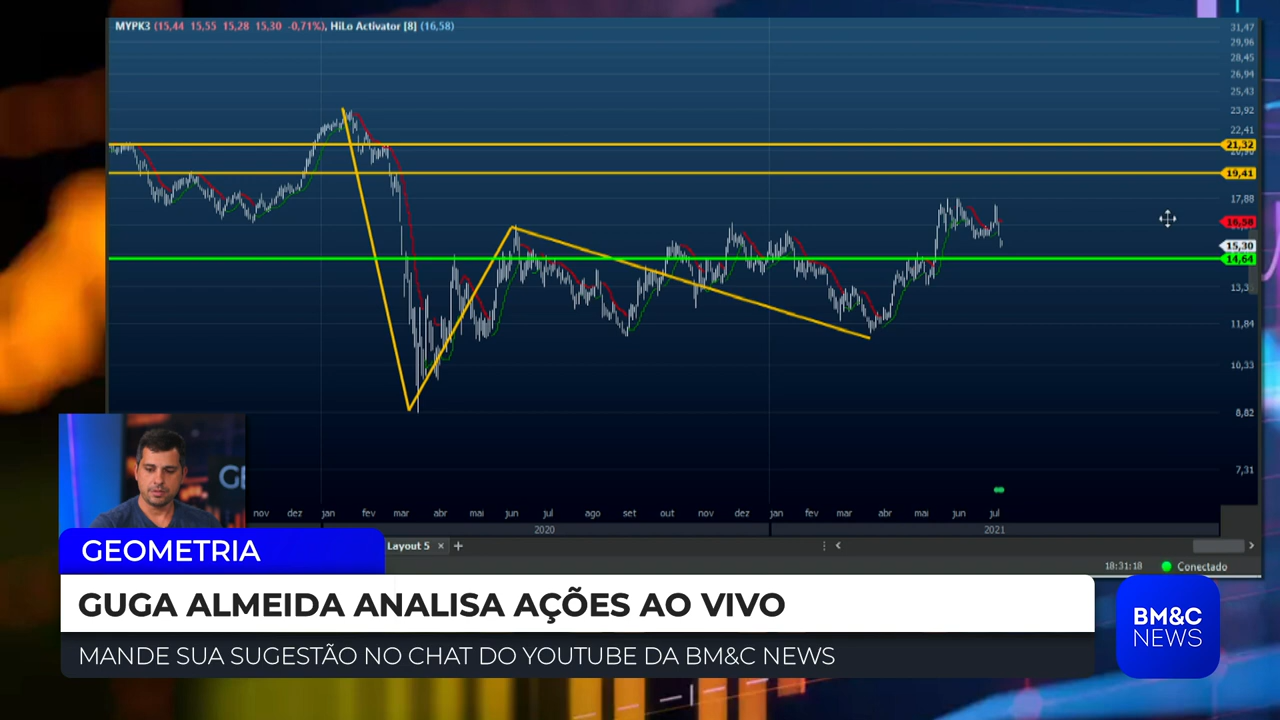 MYPK3 (15,44 15,55 15,28 15,30 -0,71%), HiLo Activator [8] (16,58)
31,47
29,96
28,45
26,94
25,43
23,92
22,41
21,32
19,41
17,88
16,58
15,30
14,64
11,84
10,33
8,82
7,31
nov dez jan fev mar abr mai jun jul ago set out nov dez jan fev mar abr mai jun jul
2020 2021
Layout 5 × +
18:31:18 Conectado
GEOMETRIA
GUGA ALMEIDA ANALISA AÇÕES AO VIVO
MANDE SUA SUGESTÃO NO CHAT DO YOUTUBE DA BM&C NEWS
BM&C
NEWS